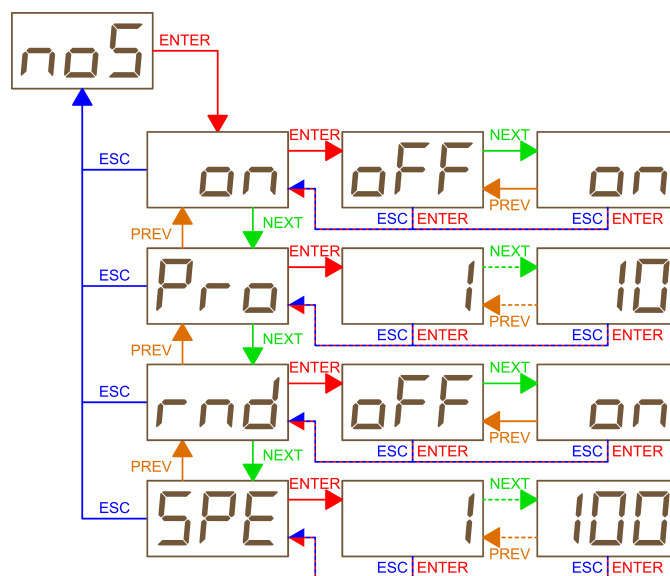 noS
ENTER
ESC on ENTER oFF NEXT on
PREV
ESC ENTER ESC ENTER
PREV NEXT
ESC Pro ENTER 1 NEXT 10
PREV
ESC ENTER ESC ENTER
PREV NEXT
ESC rnd ENTER oFF NEXT on
PREV
ESC ENTER ESC ENTER
PREV NEXT
ESC SPE ENTER 1 NEXT 100
PREV
ESC ENTER ESC ENTER